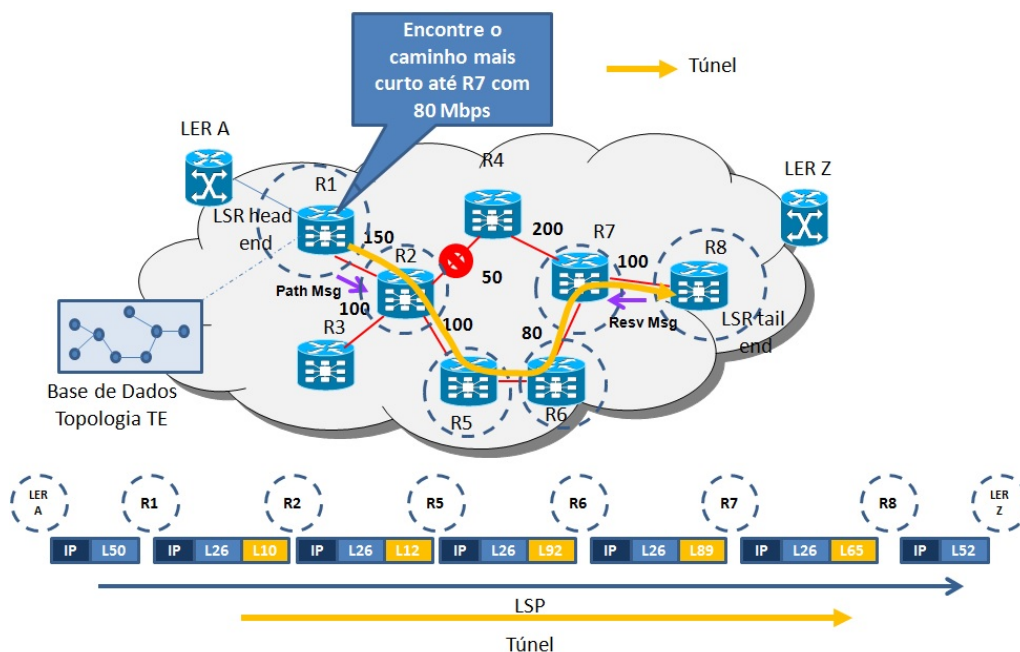 Encontre o
caminho mais
curto até R7 com
80 Mbps
Túnel
LER A
R4
LER Z
R1
LSR head
end
150
200
R7
R2
50
100
R8
Path Msg
100
R3
100
80
Resv Msg
LSR tail
end
R5
R6
Base de Dados
Topologia TE
LER
A
R1
R2
R5
R6
R7
R8
LER
Z
IP L50
IP L26 L10
IP L26 L12
IP L26 L92
IP L26 L89
IP L26 L65
IP L52
LSP
Túnel